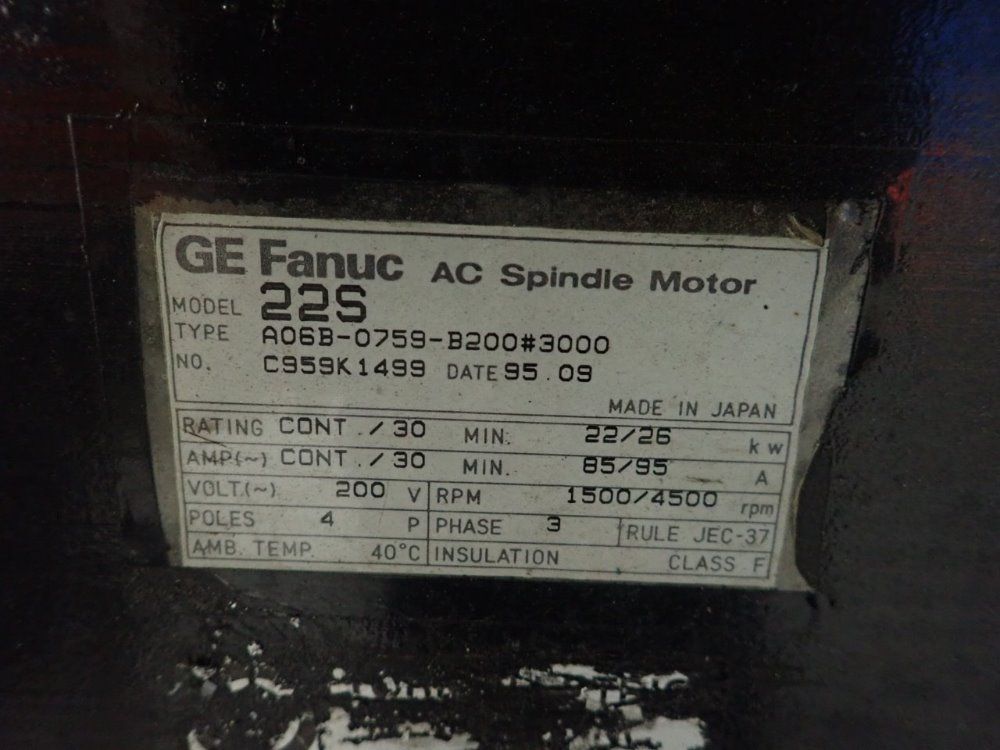 GE Fanuc AC Spindle Motor
MODEL 22S
TYPE A06B-0759-B200#3000
NO. C959K1499 DATE 95.09
MADE IN JAPAN
RATING CONT./30 MIN. 22/26 kw
AMP(~) CONT./30 MIN. 85/95 A
VOLT.(~) 200 V RPM 1500/4500 rpm
POLES 4 P PHASE 3 RULE JEC-37
AMB. TEMP. 40°C INSULATION CLASS F